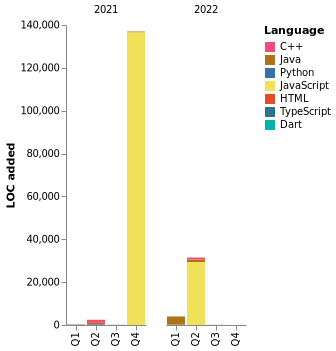 2021 2022
LOC added
140,000
120,000
100,000
80,000
60,000
40,000
20,000
0
Q1 Q2 Q3 Q4 Q1 Q2 Q3 Q4
Language
C++
Java
Python
JavaScript
HTML
TypeScript
Dart